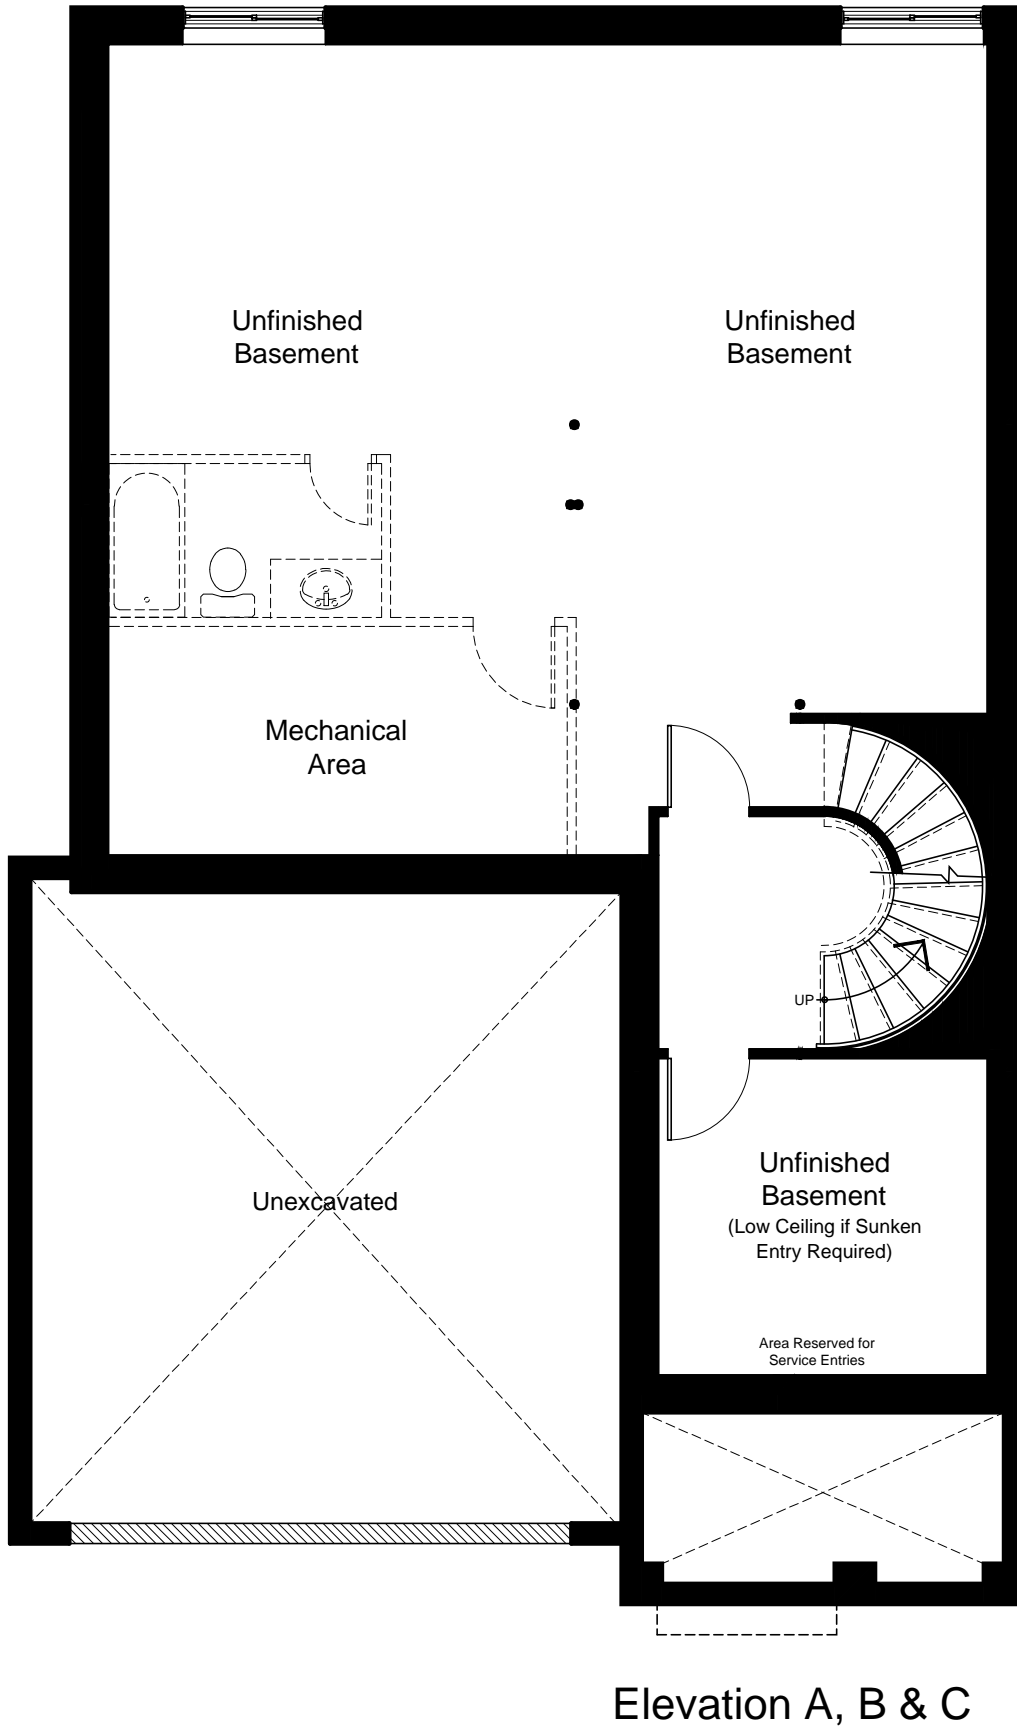 Unfinished
Basement
Unfinished
Basement
Mechanical
Area
UP
Unexcavated
Unfinished
Basement
(Low Ceiling if Sunken
Entry Required)
Area Reserved for
Service Entries
Elevation A, B & C